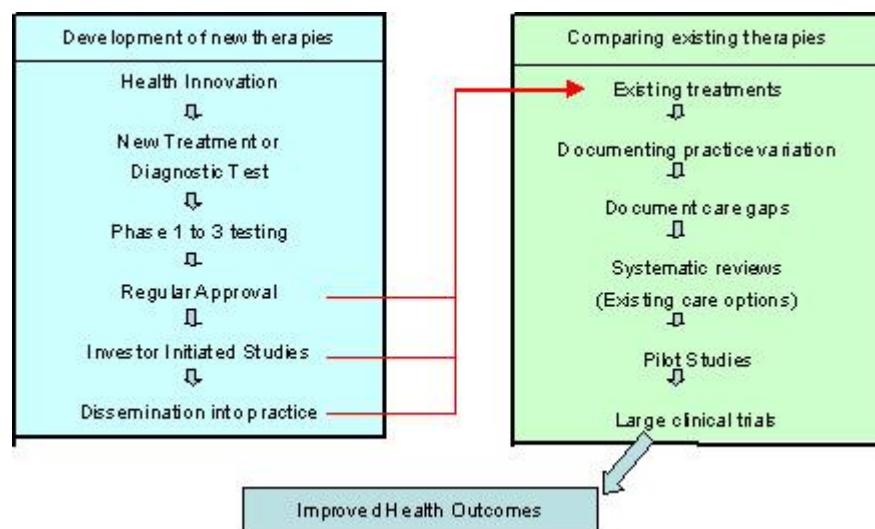 Development of new therapies
Health Innovation
New Treatment or
Diagnostic Test
Phase 1 to 3 testing
Regular Approval
Investor Initiated Studies
Dissemination into practice
Comparing existing therapies
Existing treatments
Documenting practice variation
Document care gaps
Systematic reviews
(Existing care options)
Pilot Studies
Large clinical trials
Improved Health Outcomes